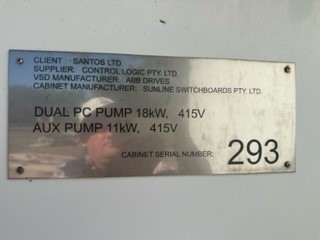 CLIENT : SANTOS LTD.
SUPPLIER: CONTROL LOGIC PTY. LTD.
VSD MANUFACTURER: ABB DRIVES
CABINET MANUFACTURER: SUNLINE SWITCHBOARDS PTY. LTD.
DUAL PC PUMP 18kW, 415V
AUX PUMP 11kW, 415V
CABINET SERIAL NUMBER: 293